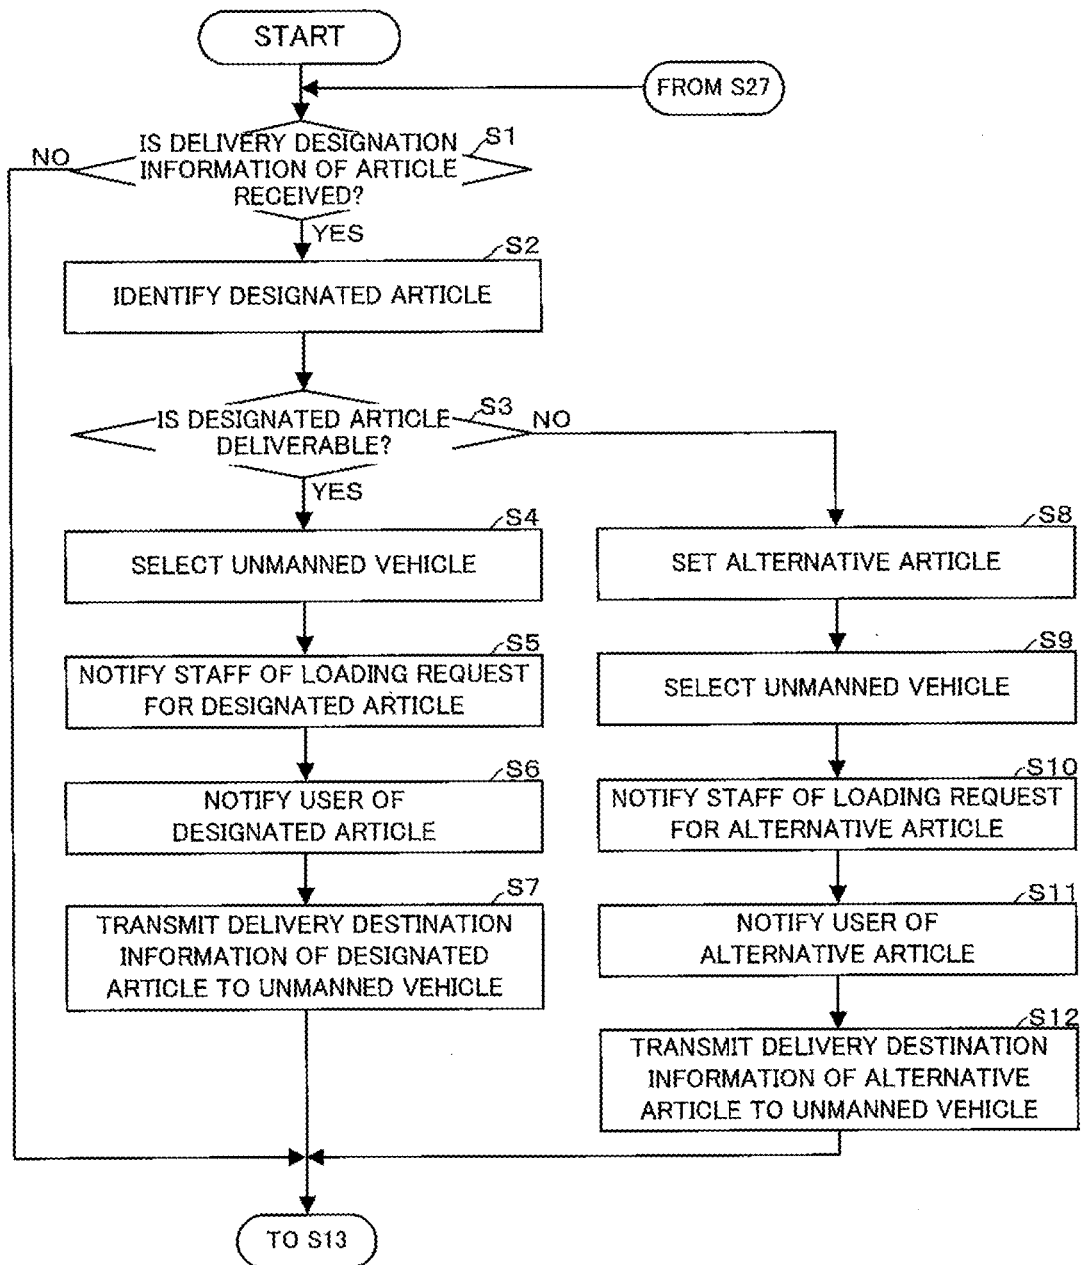 START
FROM S27
IS DELIVERY DESIGNATION
INFORMATION OF ARTICLE
RECEIVED?
S1
NO
YES
S2
IDENTIFY DESIGNATED ARTICLE
IS DESIGNATED ARTICLE
DELIVERABLE?
S3
NO
YES
S4
SELECT UNMANNED VEHICLE
S5
NOTIFY STAFF OF LOADING REQUEST
FOR DESIGNATED ARTICLE
S6
NOTIFY USER OF
DESIGNATED ARTICLE
S7
TRANSMIT DELIVERY DESTINATION
INFORMATION OF DESIGNATED
ARTICLE TO UNMANNED VEHICLE
S8
SET ALTERNATIVE ARTICLE
S9
SELECT UNMANNED VEHICLE
S10
NOTIFY STAFF OF LOADING REQUEST
FOR ALTERNATIVE ARTICLE
S11
NOTIFY USER OF
ALTERNATIVE ARTICLE
S12
TRANSMIT DELIVERY DESTINATION
INFORMATION OF ALTERNATIVE
ARTICLE TO UNMANNED VEHICLE
TO S13